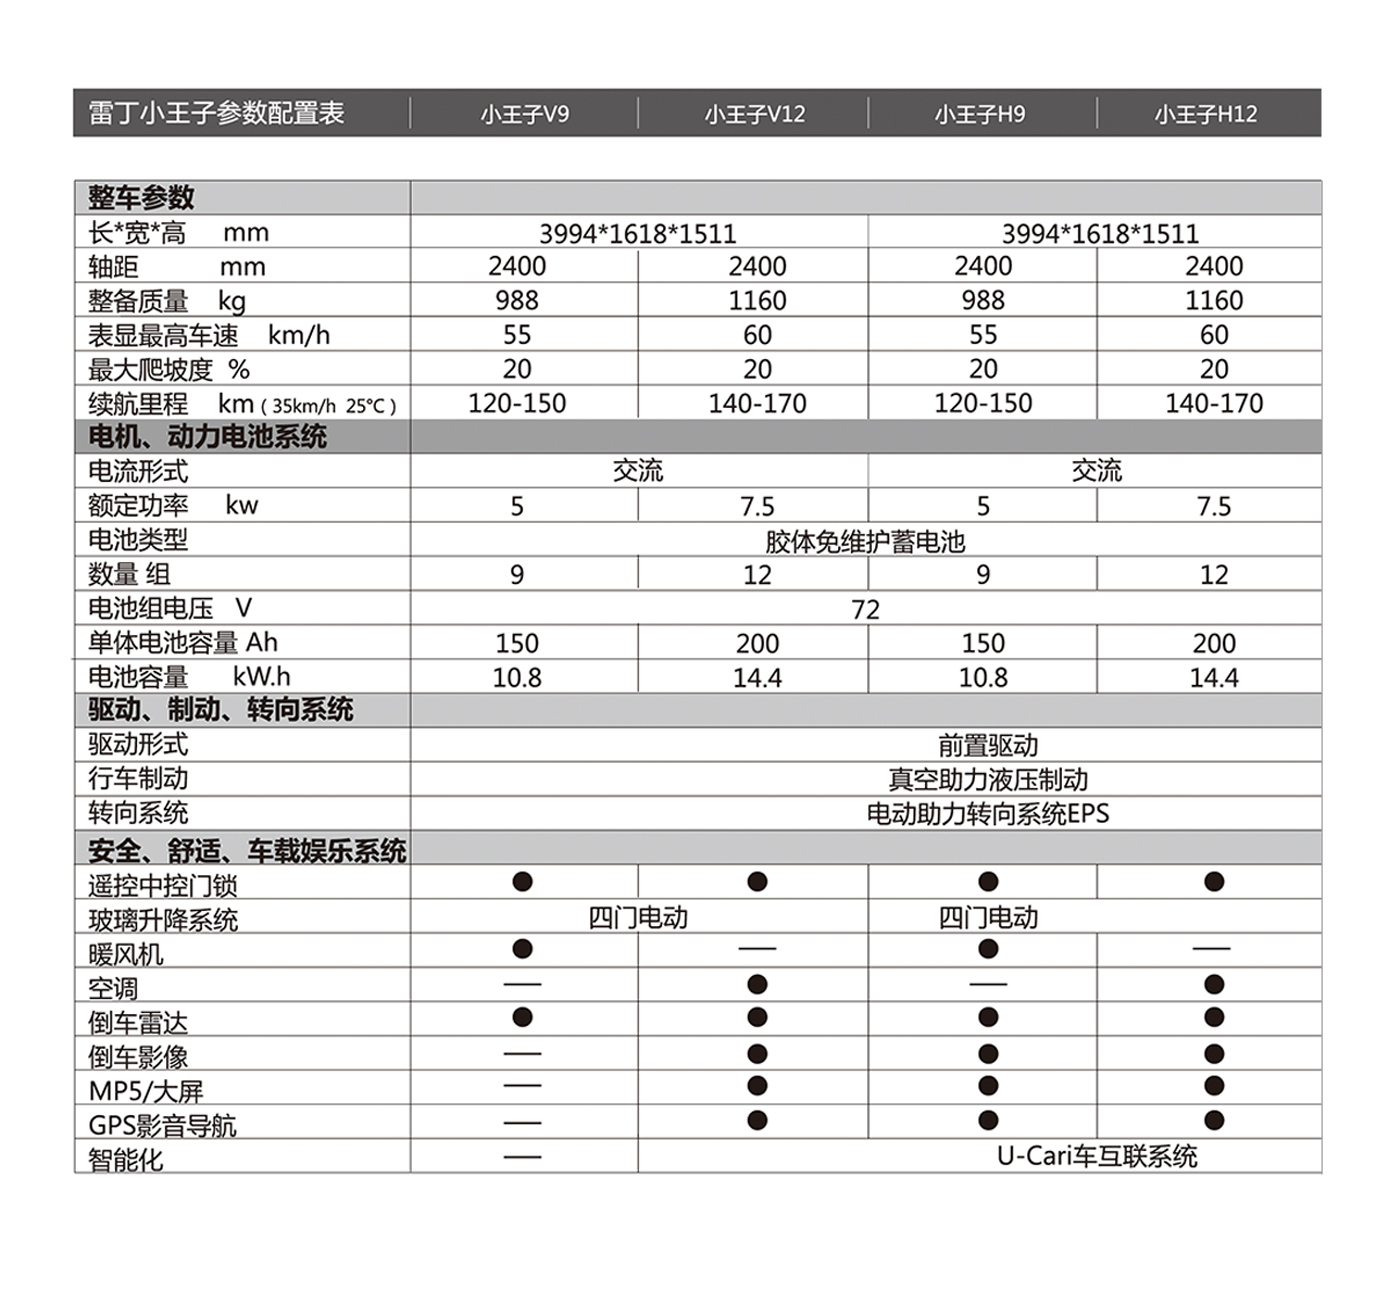 雷丁小王子参数配置表 小王子V9 小王子V12 小王子H9 小王子H12
整车参数
长*宽*高 mm 3994*1618*1511 3994*1618*1511
轴距 mm 2400 2400 2400 2400
整备质量 kg 988 1160 988 1160
表显最高车速 km/h 55 60 55 60
最大爬坡度 % 20 20 20 20
续航里程 km ( 35km/h 25℃ ) 120-150 140-170 120-150 140-170
电机、动力电池系统
电流形式 交流 交流
额定功率 kw 5 7.5 5 7.5
电池类型 胶体免维护蓄电池
数量 组 9 12 9 12
电池组电压 V 72
单体电池容量 Ah 150 200 150 200
电池容量 kW.h 10.8 14.4 10.8 14.4
驱动、制动、转向系统
驱动形式 前置驱动
行车制动 真空助力液压制动
转向系统 电动助力转向系统EPS
安全、舒适、车载娱乐系统
遥控中控门锁 ● ● ● ●
玻璃升降系统 四门电动 四门电动
暖风机 ● — ● —
空调 — ● — ●
倒车雷达 ● ● ● ●
倒车影像 — ● ● ●
MP5/大屏 — ● ● ●
GPS影音导航 — ● ● ●
智能化 — U-Cari车互联系统